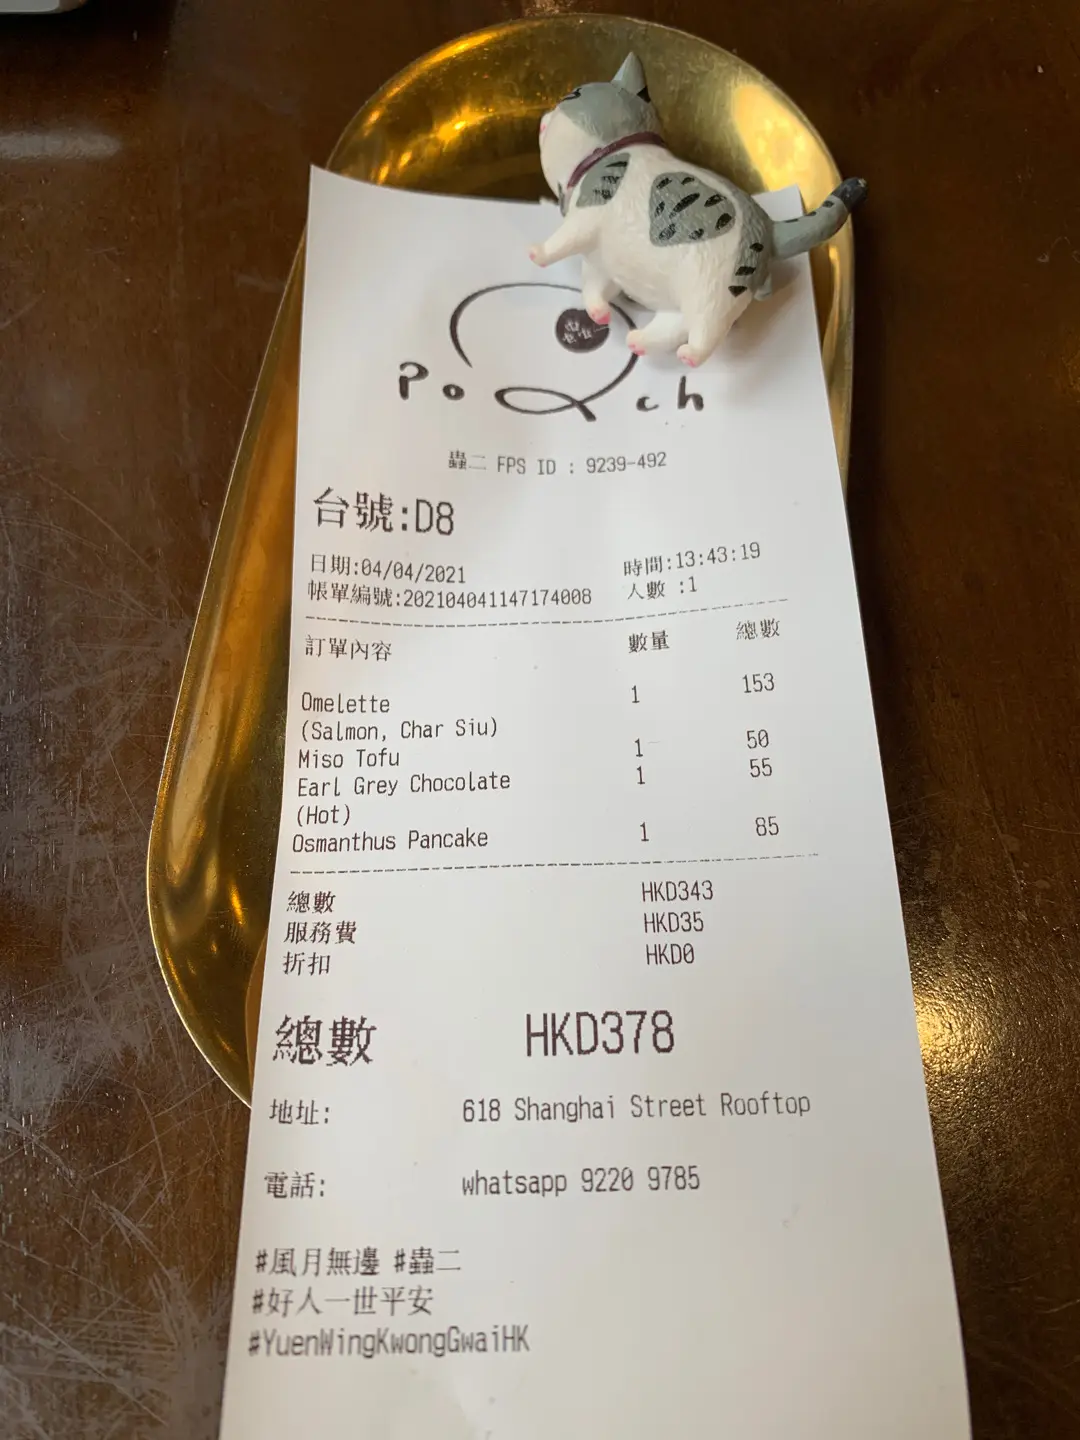 PoQch
蟲二 FPS ID : 9239-492
台號:D8
日期:04/04/2021 時間:13:43:19
帳單編號:202104041147174008 人數 :1
訂單內容 數量 總數
Omelette 1 153
(Salmon, Char Siu)
Miso Tofu 1 50
Earl Grey Chocolate 1 55
(Hot)
Osmanthus Pancake 1 85
總數 HKD343
服務費 HKD35
折扣 HKD0
總數 HKD378
地址: 618 Shanghai Street Rooftop
電話: whatsapp 9220 9785
#風月無邊 #蟲二
#好人一世平安
#YuenWingKwongGwaiHK